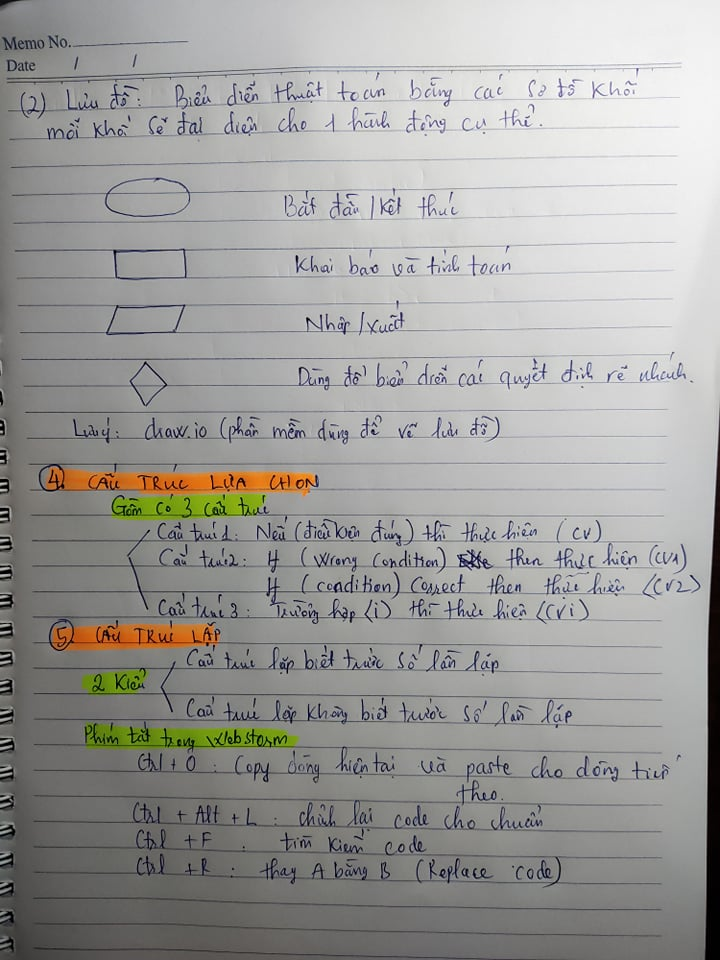 Memo No.
Date / /
(2) Lưu đồ: Biểu diễn thuật toán bằng các sơ đồ khối
mỗi khối sẽ đại diện cho 1 hành động cụ thể.
Bắt đầu / kết thúc
Khai báo và tính toán
Nhập / xuất
Dùng để biểu diễn các quyết định rẽ nhánh.
Lưu ý: draw.io (phần mềm dùng để vẽ lưu đồ)
4. CẤU TRÚC LỰA CHỌN
Gồm có 3 cấu trúc
Cấu trúc 1: Nếu (điều kiện đúng) thì thực hiện (cv)
Cấu trúc 2: If (Wrong Condition) then thực hiện (CV1)
If (condition) Correct then thực hiện <CV2>
Cấu trúc 3: Trường hợp <i> thì thực hiện <CVi>
5. CẤU TRÚC LẶP
2 kiểu
Cấu trúc lặp biết trước số lần lặp
Cấu trúc lặp không biết trước số lần lặp
Phím tắt trong Webstorm
Ctrl + D: Copy dòng hiện tại và paste cho dòng tiếp
theo.
Ctrl + Alt + L: chỉnh lại code cho chuẩn
Ctrl + F: tìm kiếm code
Ctrl + R: thay A bằng B (Replace code)